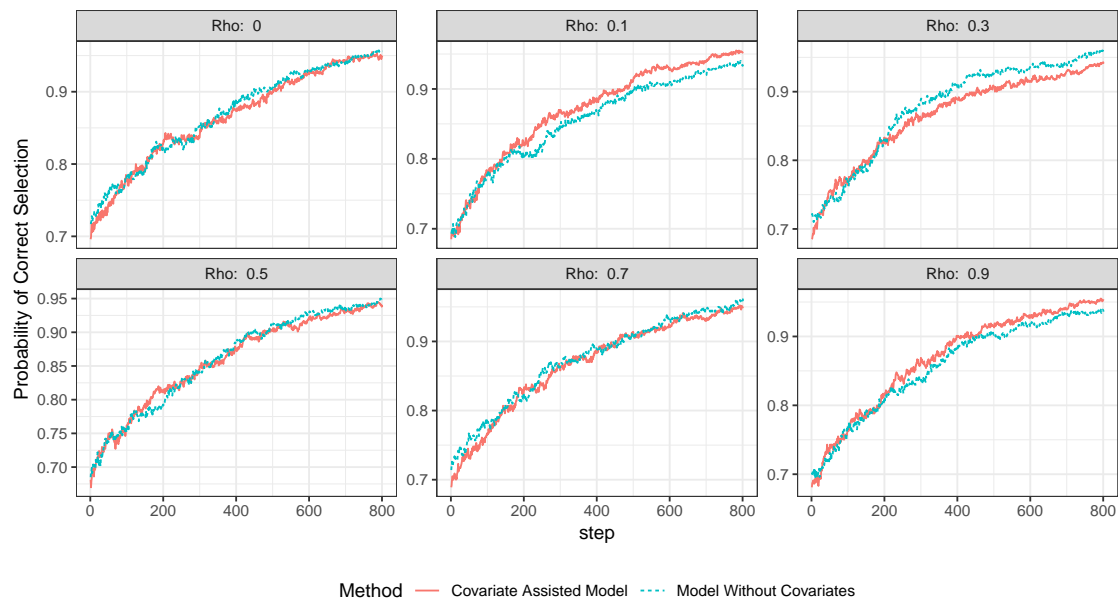 Rho:  0
Rho:  0.1
Rho:  0.3
0.9
0.8
0.7
0.9
0.8
0.7
0.9
0.8
0.7
Probability of Correct Selection
Rho:  0.5
Rho:  0.7
Rho:  0.9
0.95
0.90
0.85
0.80
0.75
0.70
0.9
0.8
0.7
0.9
0.8
0.7
0 200 400 600 800
0 200 400 600 800
0 200 400 600 800
step
Method Covariate Assisted Model Model Without Covariates